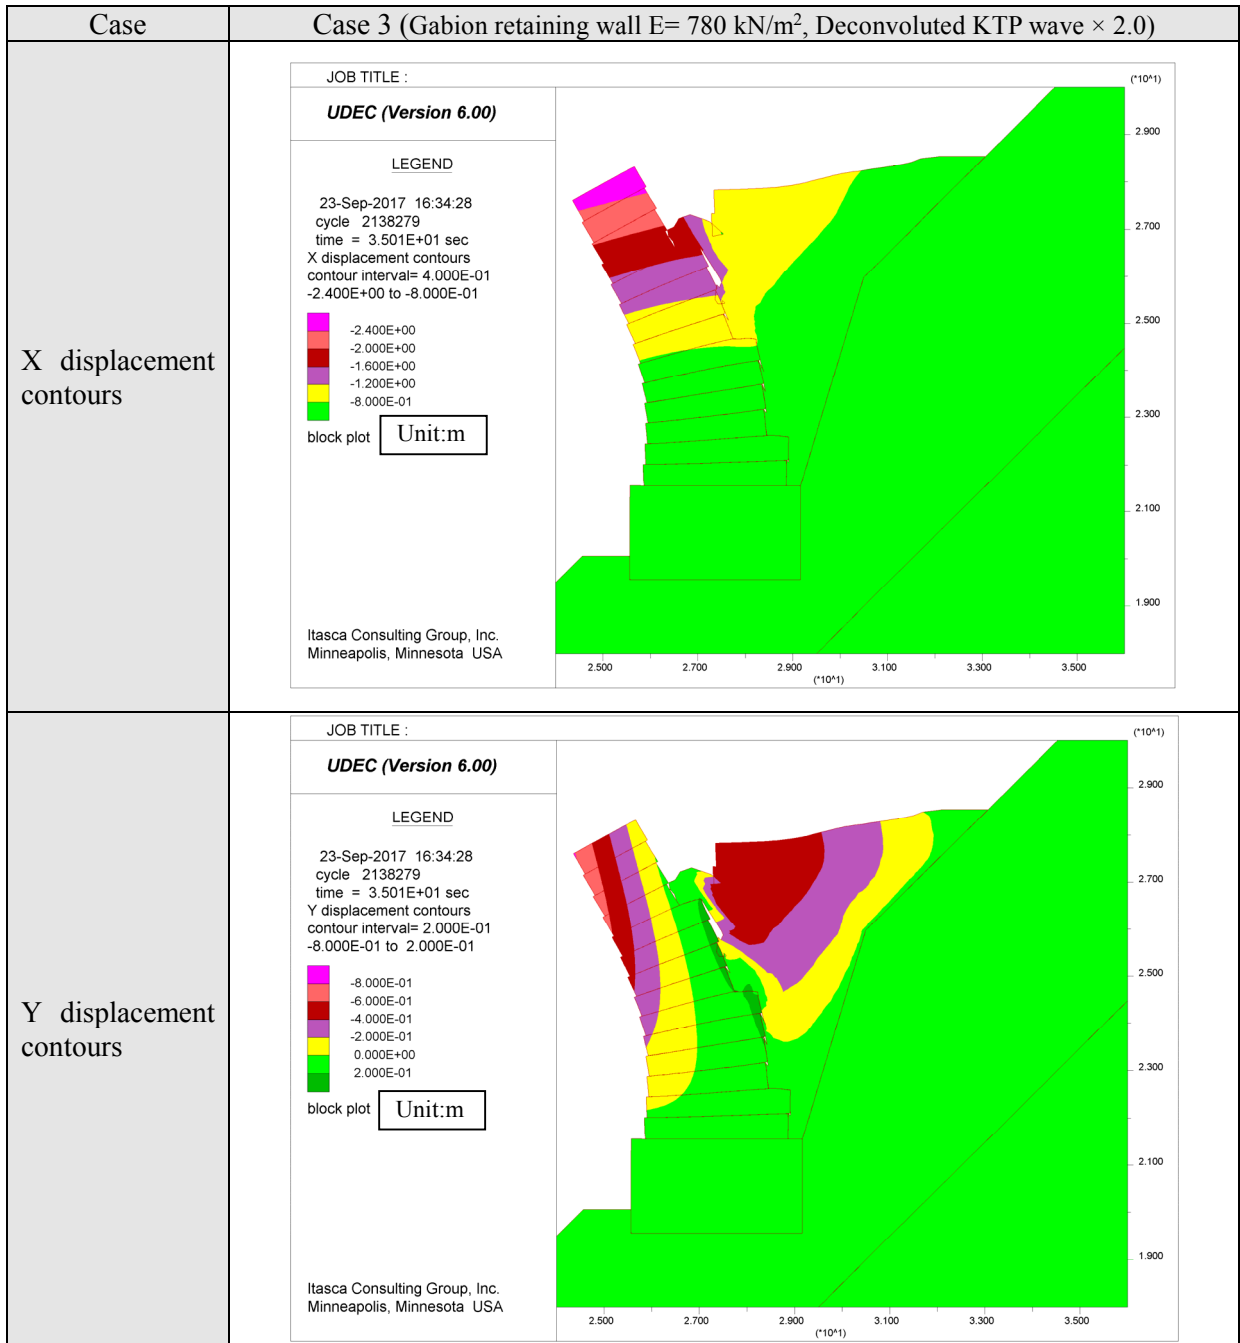 Case
Case 3 (Gabion retaining wall E= 780 kN/m², Deconvoluted KTP wave × 2.0)
X displacement
contours
JOB TITLE :
UDEC (Version 6.00)
LEGEND
23-Sep-2017 16:34:28
cycle 2138279
time = 3.501E+01 sec
X displacement contours
contour interval= 4.000E-01
-2.400E+00 to -8.000E-01
-2.400E+00
-2.000E+00
-1.600E+00
-1.200E+00
-8.000E-01
block plot
Unit:m
Itasca Consulting Group, Inc.
Minneapolis, Minnesota USA
(*10^1)
2.900
2.700
2.500
2.300
2.100
1.900
2.500 2.700 2.900 3.100 3.300 3.500
(*10^1)
Y displacement
contours
JOB TITLE :
UDEC (Version 6.00)
LEGEND
23-Sep-2017 16:34:28
cycle 2138279
time = 3.501E+01 sec
Y displacement contours
contour interval= 2.000E-01
-8.000E-01 to 2.000E-01
-8.000E-01
-6.000E-01
-4.000E-01
-2.000E-01
0.000E+00
2.000E-01
block plot
Unit:m
Itasca Consulting Group, Inc.
Minneapolis, Minnesota USA
(*10^1)
2.900
2.700
2.500
2.300
2.100
1.900
2.500 2.700 2.900 3.100 3.300 3.500
(*10^1)